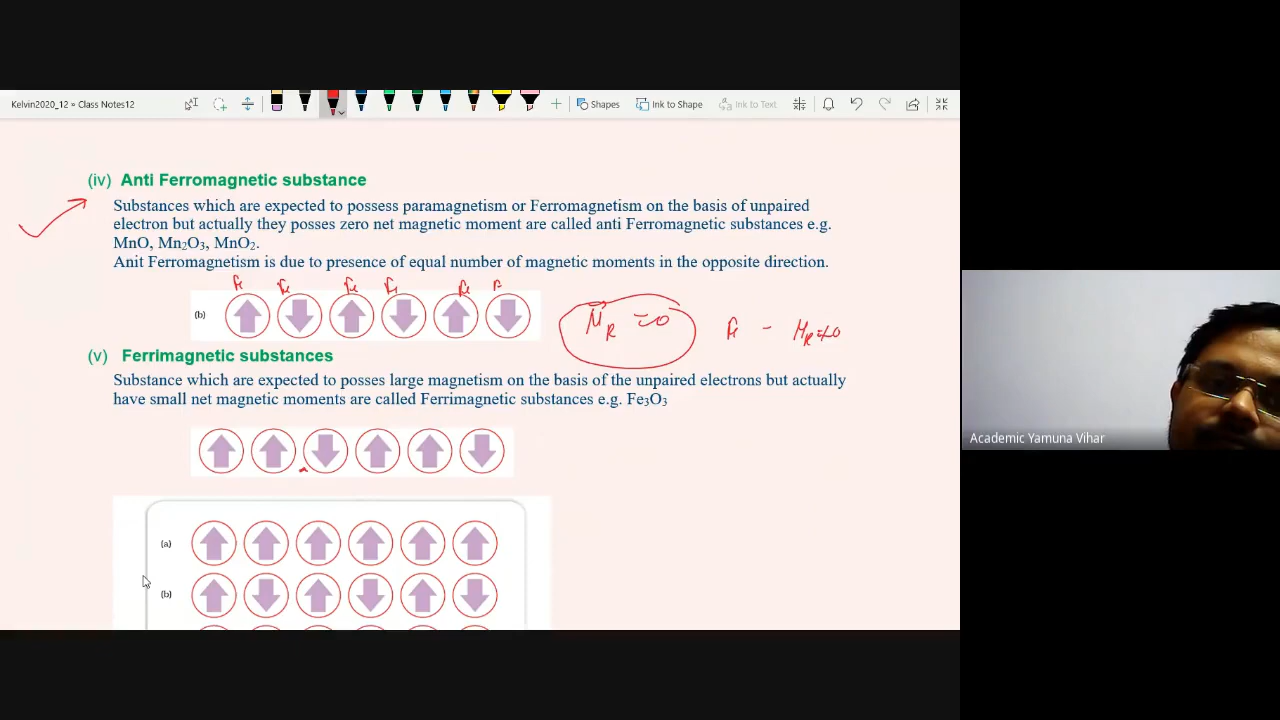 Kelvin2020_12 » Class Notes12
Shapes
Ink to Shape
Ink to Text
(iv) Anti Ferromagnetic substance
Substances which are expected to possess paramagnetism or Ferromagnetism on the basis of unpaired
electron but actually they posses zero net magnetic moment are called anti Ferromagnetic substances e.g.
MnO, Mn₂O₃, MnO₂.
Anit Ferromagnetism is due to presence of equal number of magnetic moments in the opposite direction.
(b)
M_R = 0
(v) Ferrimagnetic substances
Substance which are expected to posses large magnetism on the basis of the unpaired electrons but actually
have small net magnetic moments are called Ferrimagnetic substances e.g. Fe₃O₃
(a)
(b)
Academic Yamuna Vihar